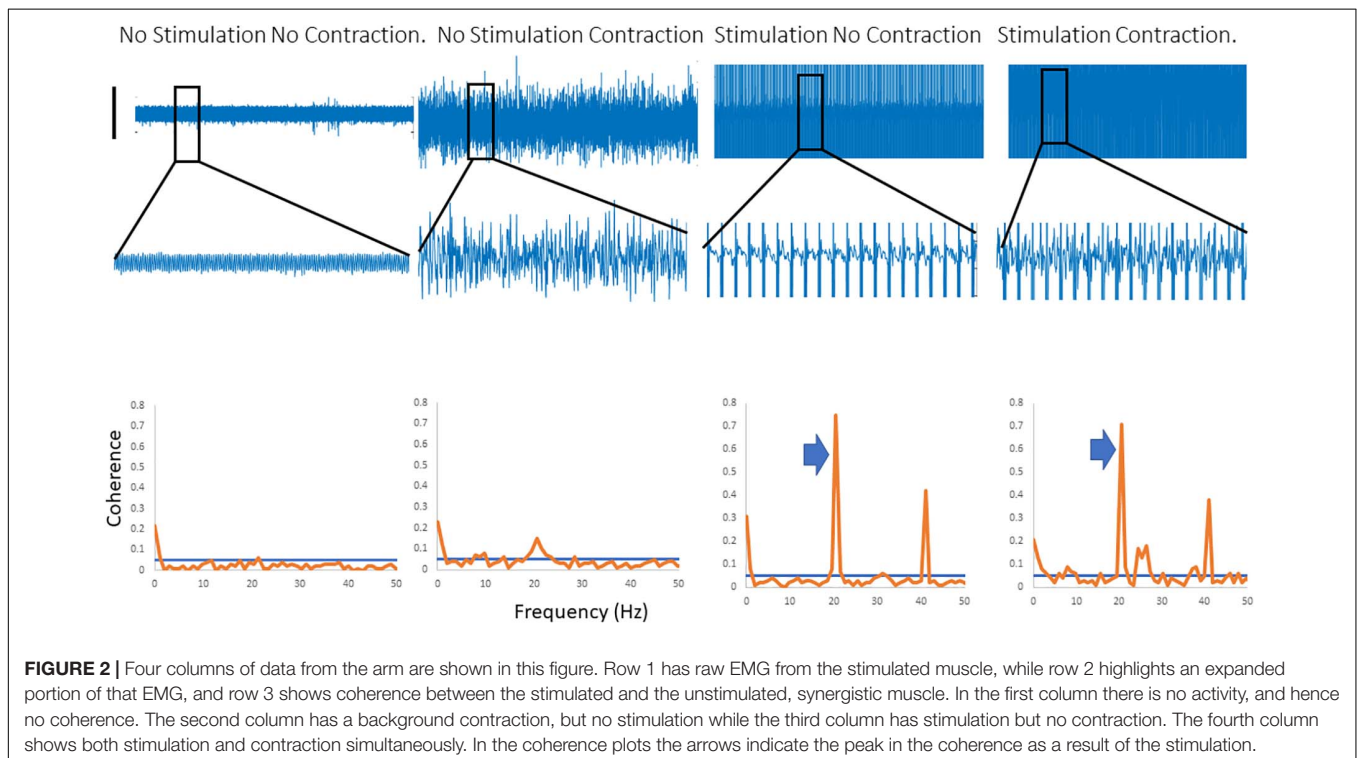 No Stimulation No Contraction. No Stimulation Contraction Stimulation No Contraction Stimulation Contraction.
0.8 0.8 0.8 0.8
0.7 0.7 0.7 0.7
0.6 0.6 0.6 0.6
0.5 0.5 0.5 0.5
0.4 0.4 0.4 0.4
0.3 0.3 0.3 0.3
0.2 0.2 0.2 0.2
0.1 0.1 0.1 0.1
0 0 0 0
Coherence
0 10 20 30 40 50 0 10 20 30 40 50 0 10 20 30 40 50 0 10 20 30 40 50
Frequency (Hz)
FIGURE 2 | Four columns of data from the arm are shown in this figure. Row 1 has raw EMG from the stimulated muscle, while row 2 highlights an expanded
portion of that EMG, and row 3 shows coherence between the stimulated and the unstimulated, synergistic muscle. In the first column there is no activity, and hence
no coherence. The second column has a background contraction, but no stimulation while the third column has stimulation but no contraction. The fourth column
shows both stimulation and contraction simultaneously. In the coherence plots the arrows indicate the peak in the coherence as a result of the stimulation.